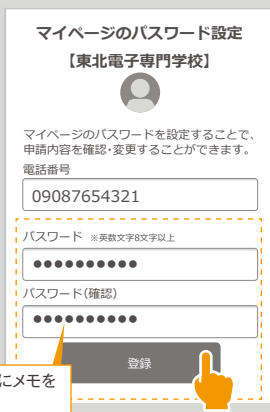 マイページのパスワード設定
【東北電子専門学校】
マイページのパスワードを設定することで、
申請内容を確認・変更することができます。
電話番号
09087654321
パスワード ※英数文字8文字以上
●●●●●●●●●●
パスワード(確認)
●●●●●●●●●●
登録
にメモを